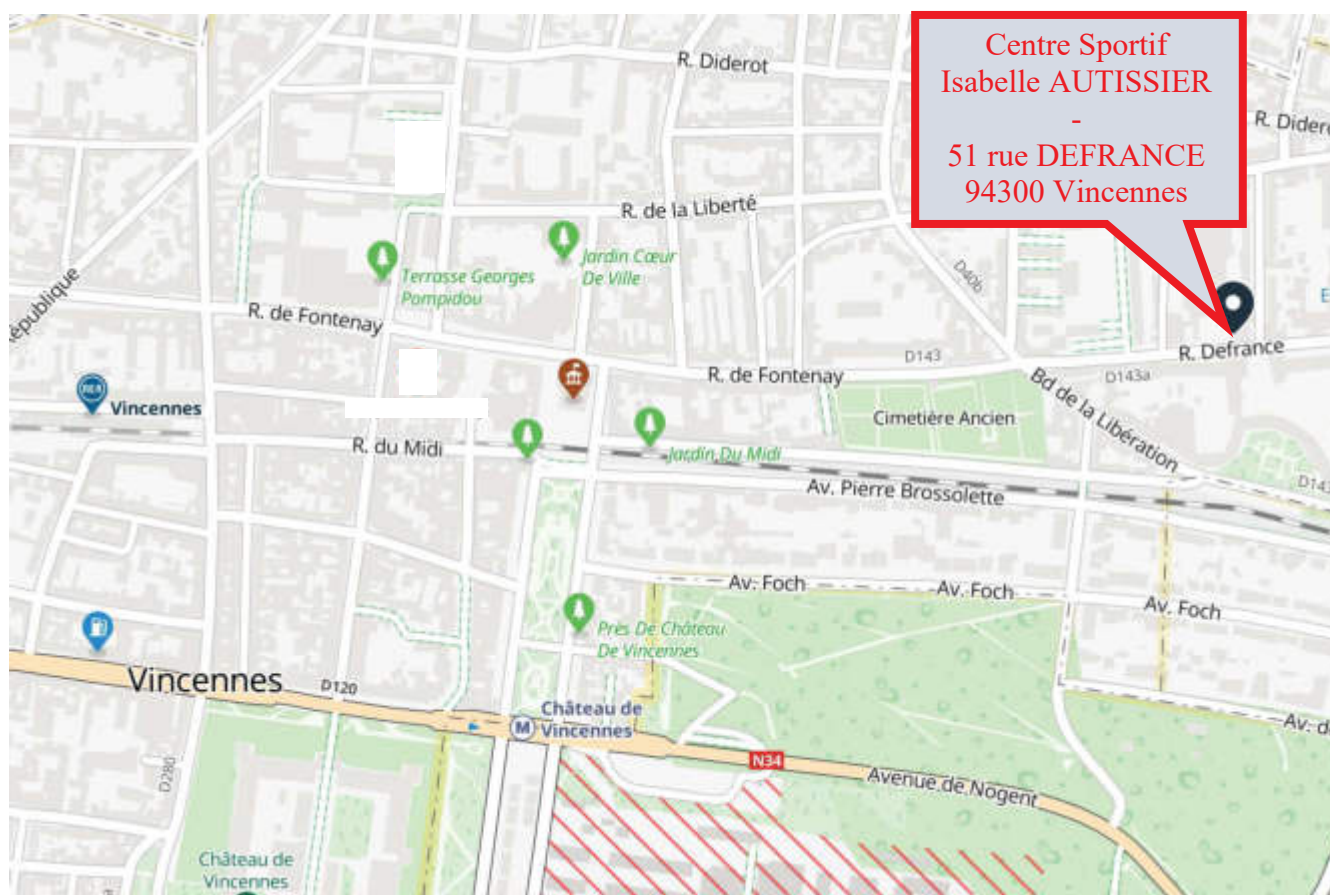 Centre Sportif
Isabelle AUTISSIER
-
51 rue DEFRANCE
94300 Vincennes
R. Diderot
R. de la Liberté
Jardin Cœur
De Ville
Terrasse Georges
Pompidou
D40b
R. de Fontenay
R. Defrance
D143
R. de Fontenay
D143a
Bd de la Libération
Vincennes
Cimetière Ancien
R. du Midi
Jardin Du Midi
Av. Pierre Brossolette
Av. Foch
Av. Foch
Av. Foch
Près De Château
De Vincennes
Vincennes
D120
Château de
Vincennes
M
N34
Avenue de Nogent
D280
Château de
Vincennes